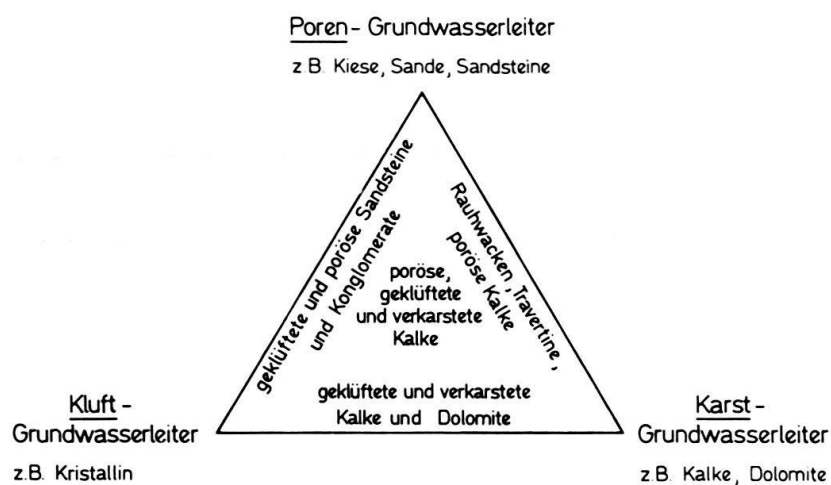 Poren - Grundwasserleiter
z.B. Kiese, Sande, Sandsteine
geklüftete und poröse Sandsteine
und Konglomerate
Rauhwacken, Travertine,
poröse Kalke
poröse,
geklüftete
und verkarstete
Kalke
geklüftete und verkarstete
Kalke und Dolomite
Kluft -
Grundwasserleiter
z.B. Kristallin
Karst -
Grundwasserleiter
z.B. Kalke, Dolomite